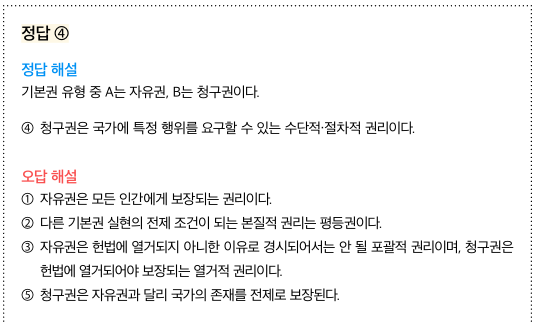 정답 ④
정답 해설
기본권 유형 중 A는 자유권, B는 청구권이다.
④ 청구권은 국가에 특정 행위를 요구할 수 있는 수단적·절차적 권리이다.
오답 해설
① 자유권은 모든 인간에게 보장되는 권리이다.
② 다른 기본권 실현의 전제 조건이 되는 본질적 권리는 평등권이다.
③ 자유권은 헌법에 열거되지 아니한 이유로 경시되어서는 안 될 포괄적 권리이며, 청구권은
헌법에 열거되어야 보장되는 열거적 권리이다.
⑤ 청구권은 자유권과 달리 국가의 존재를 전제로 보장된다.